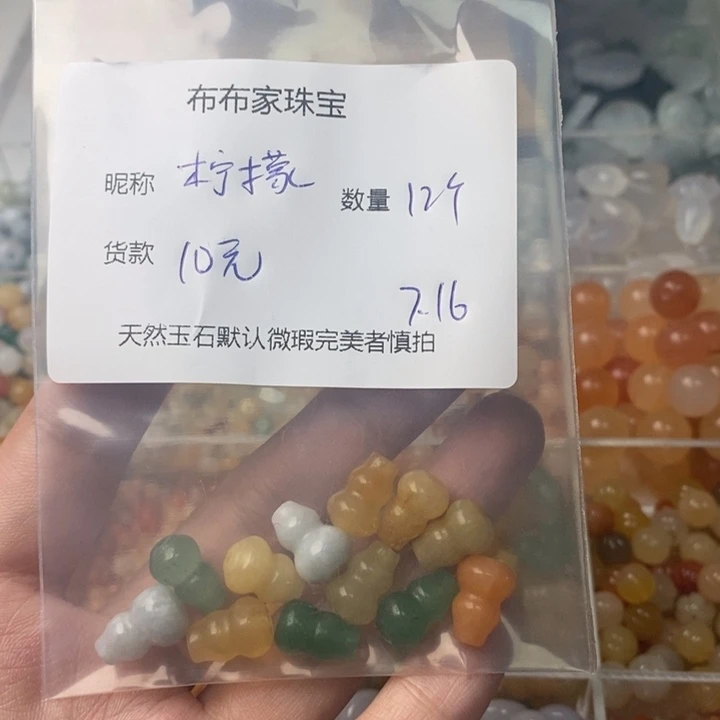 布布家珠宝
昵称 柠檬 数量 12个
货款 10元
7.16
天然玉石默认微瑕完美者慎拍